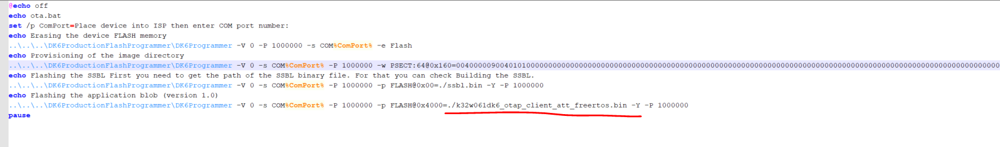 @echo off
echo ota.bat
set /p ComPort=Place device into ISP then enter COM port number:
echo Erasing the device FLASH memory
..\..\..\DK6ProductionFlashProgrammer\DK6Programmer -V 0 -P 1000000 -s COM%ComPort% -e Flash
echo Provisioning of the image directory
..\..\..\DK6ProductionFlashProgrammer\DK6Programmer -V 0 -s COM%ComPort% -P 1000000 -w PSECT:64@0x160=0040000090040101000000000000000000000000000000000000000000000000000000000000000000000000000000000000000000000000000000000000000000
echo Flashing the SSBL First you need to get the path of the SSBL binary file. For that you can check Building the SSBL.
..\..\..\DK6ProductionFlashProgrammer\DK6Programmer -V 0 -s COM%ComPort% -P 1000000 -p FLASH@0x00=./ssbl.bin -Y -P 1000000
echo Flashing the application blob (version 1.0)
..\..\..\DK6ProductionFlashProgrammer\DK6Programmer -V 0 -s COM%ComPort% -P 1000000 -p FLASH@0x4000=./k32w061dk6_otap_client_att_freertos.bin -Y -P 1000000
pause